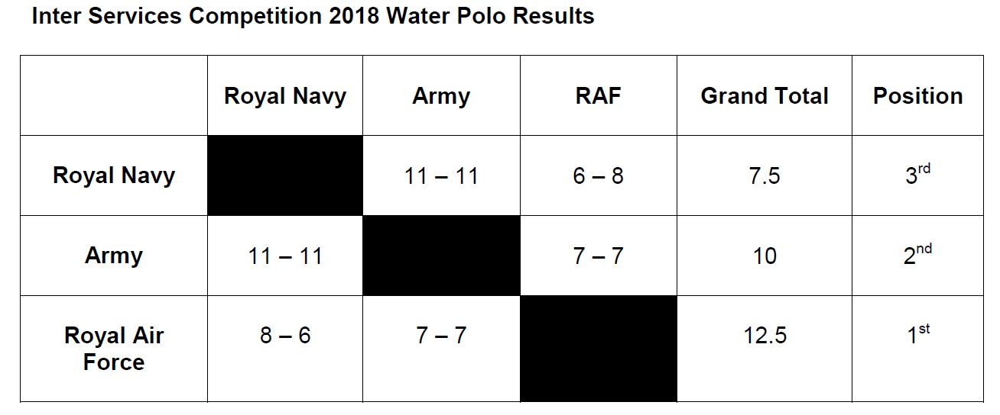 Inter Services Competition 2018 Water Polo Results
Royal Navy Army RAF Grand Total Position
Royal Navy 11 – 11 6 – 8 7.5 3rd
Army 11 – 11 7 – 7 10 2nd
Royal Air Force 8 – 6 7 – 7 12.5 1st